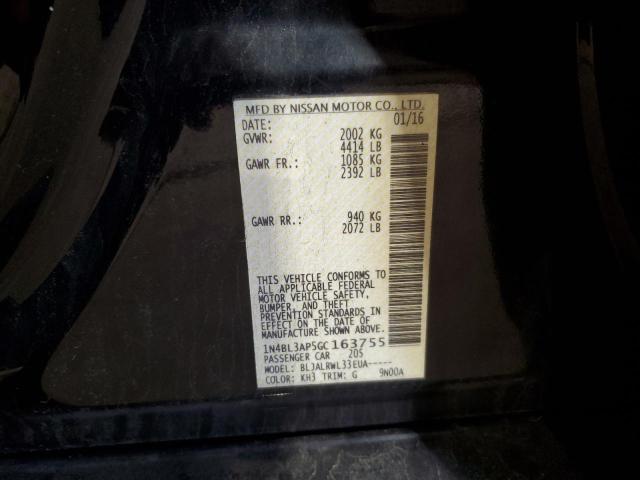 MFD BY NISSAN MOTOR CO., LTD.
DATE: 01/16
GVWR: 2002 KG
4414 LB
GAWR FR.: 1085 KG
2392 LB
GAWR RR.: 940 KG
2072 LB
THIS VEHICLE CONFORMS TO
ALL APPLICABLE FEDERAL
MOTOR VEHICLE SAFETY,
BUMPER, AND THEFT
PREVENTION STANDARDS IN
EFFECT ON THE DATE OF
MANUFACTURE SHOWN ABOVE.
1N4BL3AP5GC163755
PASSENGER CAR 205
MODEL: BLJALRWL33EUA-----
COLOR: KH3 TRIM: G 9N00A